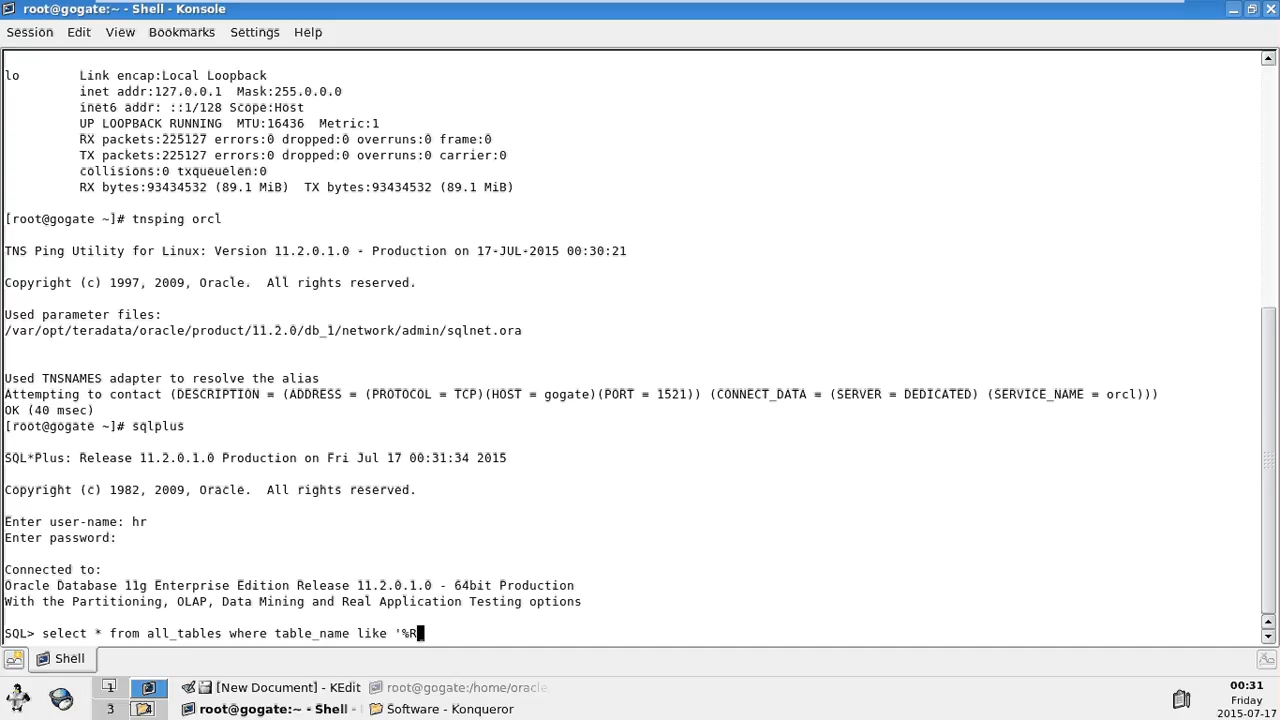 root@gogate:~ - Shell - Konsole
Session Edit View Bookmarks Settings Help
lo        Link encap:Local Loopback
          inet addr:127.0.0.1  Mask:255.0.0.0
          inet6 addr: ::1/128 Scope:Host
          UP LOOPBACK RUNNING  MTU:16436  Metric:1
          RX packets:225127 errors:0 dropped:0 overruns:0 frame:0
          TX packets:225127 errors:0 dropped:0 overruns:0 carrier:0
          collisions:0 txqueuelen:0
          RX bytes:93434532 (89.1 MiB)  TX bytes:93434532 (89.1 MiB)
[root@gogate ~]# tnsping orcl
TNS Ping Utility for Linux: Version 11.2.0.1.0 - Production on 17-JUL-2015 00:30:21
Copyright (c) 1997, 2009, Oracle.  All rights reserved.
Used parameter files:
/var/opt/teradata/oracle/product/11.2.0/db_1/network/admin/sqlnet.ora
Used TNSNAMES adapter to resolve the alias
Attempting to contact (DESCRIPTION = (ADDRESS = (PROTOCOL = TCP)(HOST = gogate)(PORT = 1521)) (CONNECT_DATA = (SERVER = DEDICATED) (SERVICE_NAME = orcl)))
OK (40 msec)
[root@gogate ~]# sqlplus
SQL*Plus: Release 11.2.0.1.0 Production on Fri Jul 17 00:31:34 2015
Copyright (c) 1982, 2009, Oracle.  All rights reserved.
Enter user-name: hr
Enter password:
Connected to:
Oracle Database 11g Enterprise Edition Release 11.2.0.1.0 - 64bit Production
With the Partitioning, OLAP, Data Mining and Real Application Testing options
SQL> select * from all_tables where table_name like '%R
Shell
1
3
[New Document] - KEdit
root@gogate:/home/oracle
root@gogate:~ - Shell -
Software - Konqueror
00:31
Friday
2015-07-17